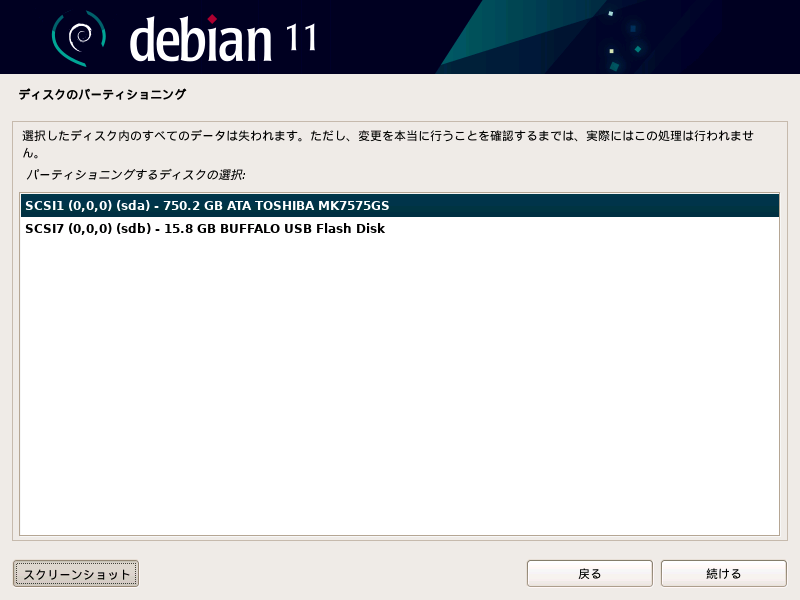 debian 11
ディスクのパーティショニング
選択したディスク内のすべてのデータは失われます。ただし、変更を本当に行うことを確認するまでは、実際にはこの処理は行われませ
ん。
パーティショニングするディスクの選択:
SCSI1 (0,0,0) (sda) - 750.2 GB ATA TOSHIBA MK7575GS
SCSI7 (0,0,0) (sdb) - 15.8 GB BUFFALO USB Flash Disk
スクリーンショット
戻る
続ける